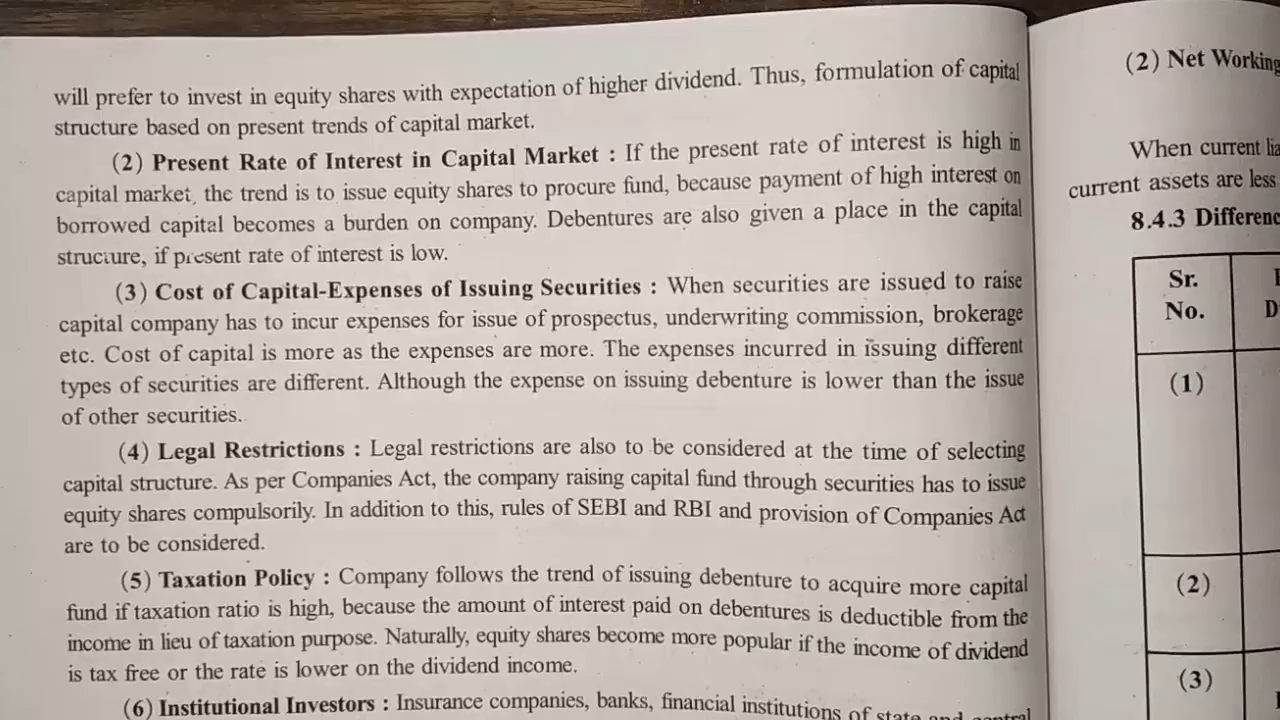 will prefer to invest in equity shares with expectation of higher dividend. Thus, formulation of capital
structure based on present trends of capital market.
(2) Present Rate of Interest in Capital Market : If the present rate of interest is high in
capital market, the trend is to issue equity shares to procure fund, because payment of high interest on
borrowed capital becomes a burden on company. Debentures are also given a place in the capital
structure, if present rate of interest is low.
(3) Cost of Capital-Expenses of Issuing Securities : When securities are issued to raise
capital company has to incur expenses for issue of prospectus, underwriting commission, brokerage
etc. Cost of capital is more as the expenses are more. The expenses incurred in issuing different
types of securities are different. Although the expense on issuing debenture is lower than the issue
of other securities.
(4) Legal Restrictions : Legal restrictions are also to be considered at the time of selecting
capital structure. As per Companies Act, the company raising capital fund through securities has to issue
equity shares compulsorily. In addition to this, rules of SEBI and RBI and provision of Companies Act
are to be considered.
(5) Taxation Policy : Company follows the trend of issuing debenture to acquire more capital
fund if taxation ratio is high, because the amount of interest paid on debentures is deductible from the
income in lieu of taxation purpose. Naturally, equity shares become more popular if the income of dividend
is tax free or the rate is lower on the dividend income.
(6) Institutional Investors : Insurance companies, banks, financial institutions of state and central
(2) Net Working
When current
current assets are less
8.4.3
Sr.
No.
(1)
(2)
(3)